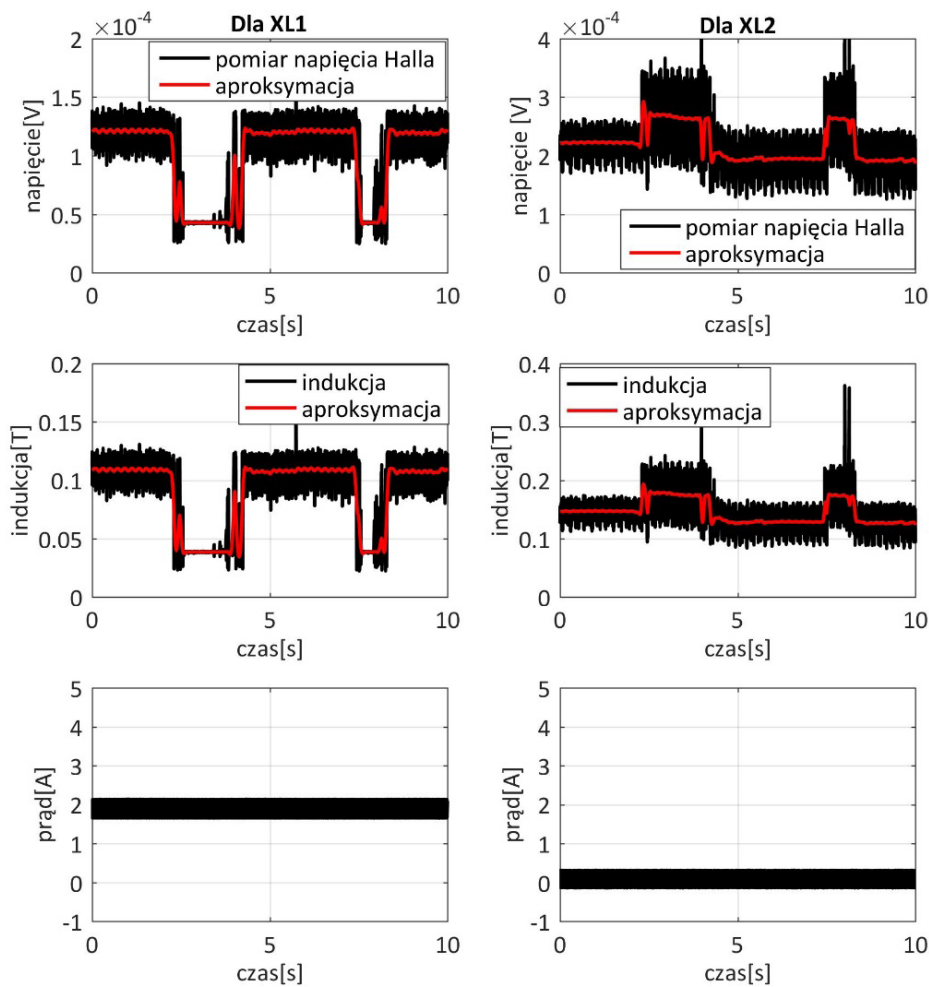 Dla XL1
×10-4
2
1.5
1
0.5
0
napięcie[V]
pomiar napięcia Halla
aproksymacja
0
5
10
czas[s]
Dla XL2
×10-4
4
3
2
1
0
napięcie [V]
pomiar napięcia Halla
aproksymacja
0
5
10
czas[s]
0.2
0.15
0.1
0.05
0
indukcja[T]
indukcja
aproksymacja
0
5
10
czas[s]
0.4
0.3
0.2
0.1
0
indukcja[T]
indukcja
aproksymacja
0
5
10
czas[s]
5
4
3
2
1
0
-1
prąd[A]
0
5
10
czas[s]
5
4
3
2
1
0
-1
prąd[A]
0
5
10
czas[s]